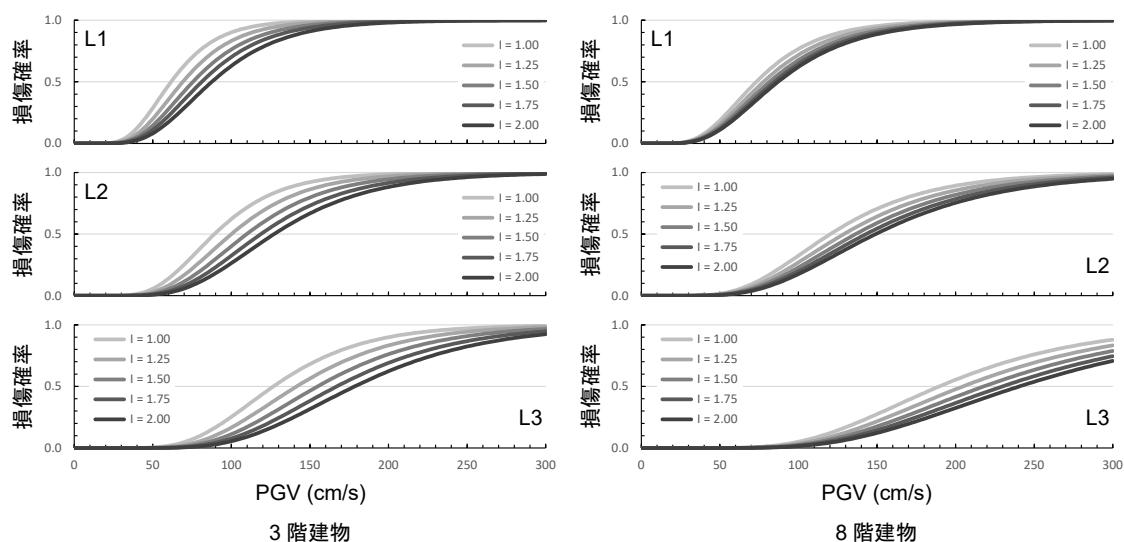 損傷確率
1.0
0.5
0.0
L1
I = 1.00
I = 1.25
I = 1.50
I = 1.75
I = 2.00
損傷確率
1.0
0.5
0.0
L2
I = 1.00
I = 1.25
I = 1.50
I = 1.75
I = 2.00
損傷確率
1.0
0.5
0.0
I = 1.00
I = 1.25
I = 1.50
I = 1.75
I = 2.00
L3
0 50 100 150 200 250 300
PGV (cm/s)
3 階建物
損傷確率
1.0
0.5
0.0
L1
I = 1.00
I = 1.25
I = 1.50
I = 1.75
I = 2.00
損傷確率
1.0
0.5
0.0
I = 1.00
I = 1.25
I = 1.50
I = 1.75
I = 2.00
L2
損傷確率
1.0
0.5
0.0
I = 1.00
I = 1.25
I = 1.50
I = 1.75
I = 2.00
L3
0 50 100 150 200 250 300
PGV (cm/s)
8 階建物